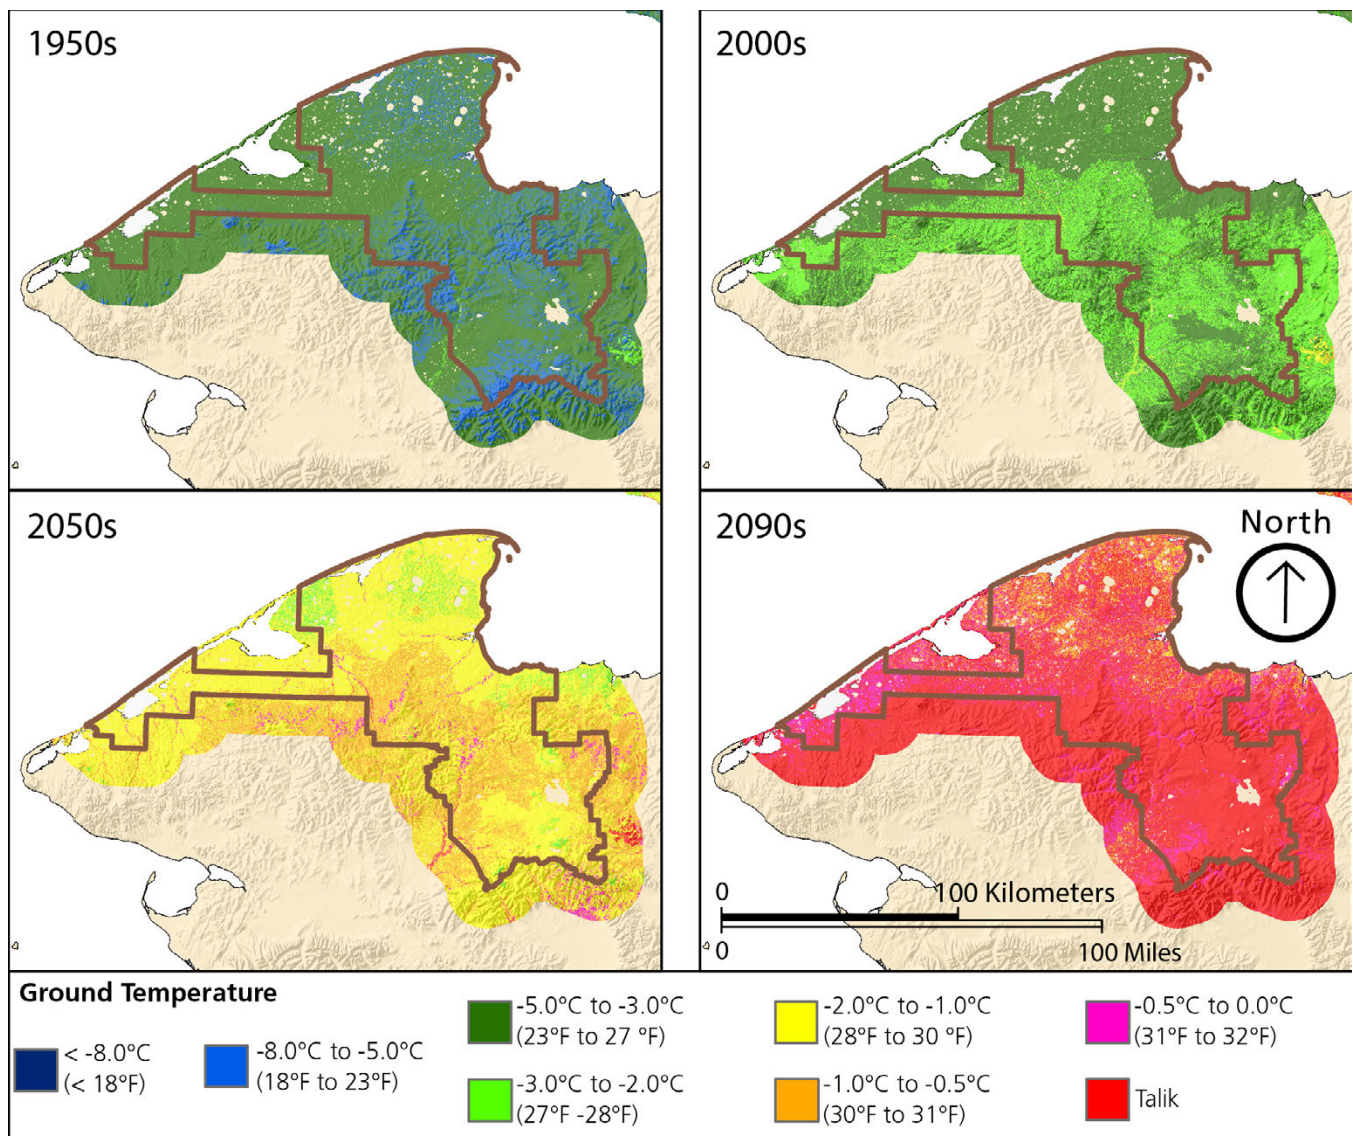 1950s
2000s
2050s
2090s
North
0
100 Kilometers
0
100 Miles
Ground Temperature
< -8.0°C
(< 18°F)
-8.0°C to -5.0°C
(18°F to 23°F)
-5.0°C to -3.0°C
(23°F to 27 °F)
-3.0°C to -2.0°C
(27°F -28°F)
-2.0°C to -1.0°C
(28°F to 30 °F)
-1.0°C to -0.5°C
(30°F to 31°F)
-0.5°C to 0.0°C
(31°F to 32°F)
Talik